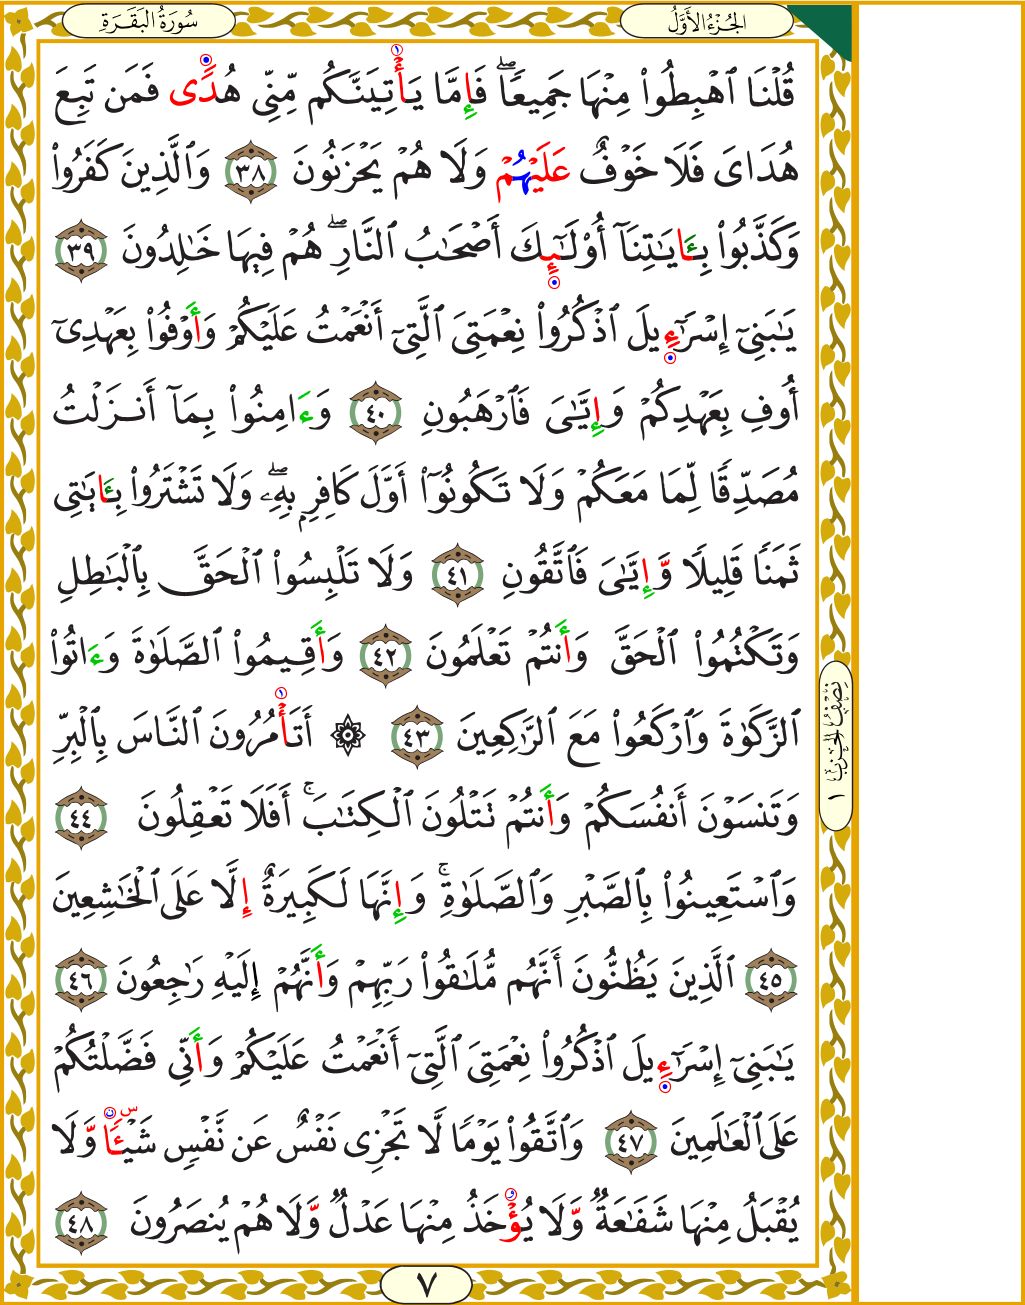 سُورَةُ البَقَرَةِ
الجُزْءُ الأَوَّلُ
قُلْنَا ٱهْبِطُوا۟ مِنْهَا جَمِيعًاۖ فَإِمَّا يَأْتِيَنَّكُم مِّنِّى هُدًى فَمَن تَبِعَ
هُدَاىَ فَلَا خَوْفٌ عَلَيْهُمْ وَلَا هُمْ يَحْزَنُونَ ٣٨ وَٱلَّذِينَ كَفَرُوا۟
وَكَذَّبُوا۟ بِـَٔايَـٰتِنَآ أُو۟لَـٰٓئِكَ أَصْحَـٰبُ ٱلنَّارِۖ هُمْ فِيهَا خَـٰلِدُونَ ٣٩
يَـٰبَنِىٓ إِسْرَٰٓءِيلَ ٱذْكُرُوا۟ نِعْمَتِىَ ٱلَّتِىٓ أَنْعَمْتُ عَلَيْكُمْ وَأَوْفُوا۟ بِعَهْدِىٓ
أُوفِ بِعَهْدِكُمْ وَإِيَّـٰىَ فَٱرْهَبُونِ ٤٠ وَءَامِنُوا۟ بِمَآ أَنزَلْتُ
مُصَدِّقًا لِّمَا مَعَكُمْ وَلَا تَكُونُوٓا۟ أَوَّلَ كَافِرٍۭ بِهِۦۖ وَلَا تَشْتَرُوا۟ بِـَٔايَـٰتِى
ثَمَنًا قَلِيلًا وَّإِيَّـٰىَ فَٱتَّقُونِ ٤١ وَلَا تَلْبِسُوا۟ ٱلْحَقَّ بِٱلْبَـٰطِلِ
وَتَكْتُمُوا۟ ٱلْحَقَّ وَأَنتُمْ تَعْلَمُونَ ٤٢ وَأَقِيمُوا۟ ٱلصَّلَوٰةَ وَءَاتُوا۟
ٱلزَّكَوٰةَ وَٱرْكَعُوا۟ مَعَ ٱلرَّٰكِعِينَ ٤٣ ۞ أَتَأْمُرُونَ ٱلنَّاسَ بِٱلْبِرِّ
وَتَنسَوْنَ أَنفُسَكُمْ وَأَنتُمْ تَتْلُونَ ٱلْكِتَـٰبَۚ أَفَلَا تَعْقِلُونَ ٤٤
وَٱسْتَعِينُوا۟ بِٱلصَّبْرِ وَٱلصَّلَوٰةِۚ وَإِنَّهَا لَكَبِيرَةٌ إِلَّا عَلَى ٱلْخَـٰشِعِينَ
٤٥ ٱلَّذِينَ يَظُنُّونَ أَنَّهُم مُّلَـٰقُوا۟ رَبِّهِمْ وَأَنَّهُمْ إِلَيْهِ رَٰجِعُونَ ٤٦
يَـٰبَنِىٓ إِسْرَٰٓءِيلَ ٱذْكُرُوا۟ نِعْمَتِىَ ٱلَّتِىٓ أَنْعَمْتُ عَلَيْكُمْ وَأَنِّى فَضَّلْتُكُمْ
عَلَى ٱلْعَـٰلَمِينَ ٤٧ وَٱتَّقُوا۟ يَوْمًا لَّا تَجْزِى نَفْسٌ عَن نَّفْسٍ شَيْـًٔا وَّلَا
يُقْبَلُ مِنْهَا شَفَـٰعَةٌ وَّلَا يُؤْخَذُ مِنْهَا عَدْلٌ وَّلَا هُمْ يُنصَرُونَ ٤٨
نِصْفُ الحِزْبِ ١
٧